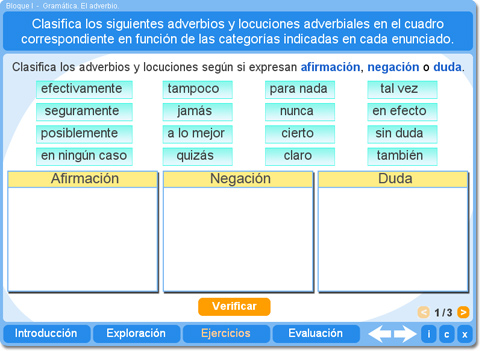 Bloque I - Gramática. El adverbio.
Clasifica los siguientes adverbios y locuciones adverbiales en el cuadro
correspondiente en función de las categorías indicadas en cada enunciado.
Clasifica los adverbios y locuciones según si expresan afirmación, negación o duda.
efectivamente tampoco para nada tal vez
seguramente jamás nunca en efecto
posiblemente a lo mejor cierto sin duda
en ningún caso quizás claro también
Afirmación Negación Duda
Verificar
< 1 / 3 >
Introducción Exploración Ejercicios Evaluación i c x